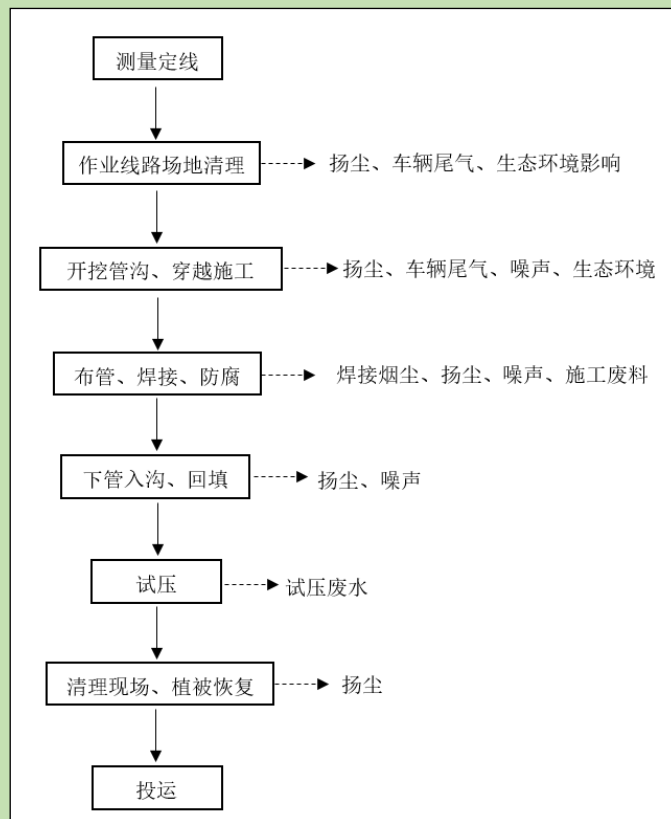 测量定线
作业线路场地清理
扬尘、车辆尾气、生态环境影响
开挖管沟、穿越施工
扬尘、车辆尾气、噪声、生态环境
布管、焊接、防腐
焊接烟尘、扬尘、噪声、施工废料
下管入沟、回填
扬尘、噪声
试压
试压废水
清理现场、植被恢复
扬尘
投运